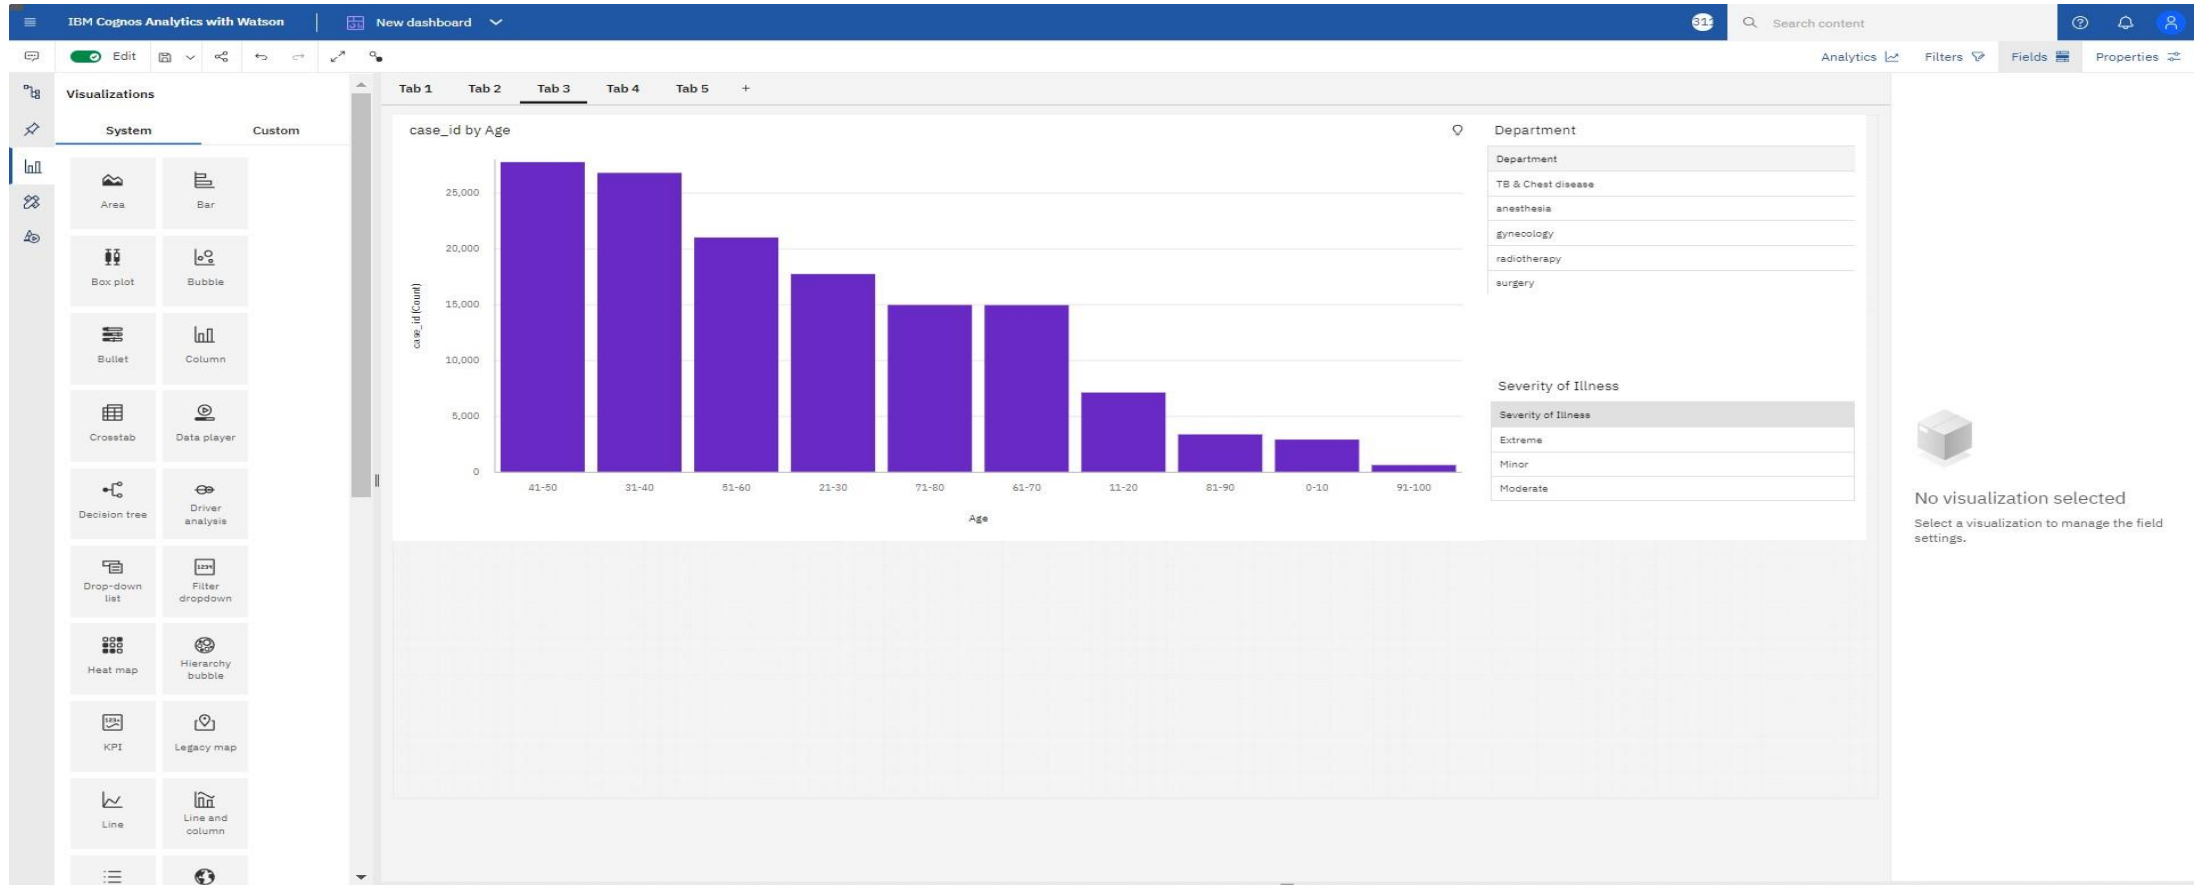 IBM Cognos Analytics with Watson
New dashboard
Search content
Edit
Analytics
Filters
Fields
Properties
Visualizations
System
Custom
Area
Bar
Box plot
Bubble
Bullet
Column
Crosstab
Data player
Decision tree
Driver
analysis
Drop-down
list
Filter
dropdown
Heat map
Hierarchy
bubble
KPI
Legacy map
Line
Line and
column
Tab 1
Tab 2
Tab 3
Tab 4
Tab 5
+
case_id by Age
case_id (Count)
25,000
20,000
15,000
10,000
5,000
0
41-50
31-40
51-60
21-30
71-80
61-70
11-20
81-90
0-10
91-100
Age
Department
Department
TB & Chest disease
anesthesia
gynecology
radiotherapy
surgery
Severity of Illness
Severity of Illness
Extreme
Minor
Moderate
No visualization selected
Select a visualization to manage the field
settings.